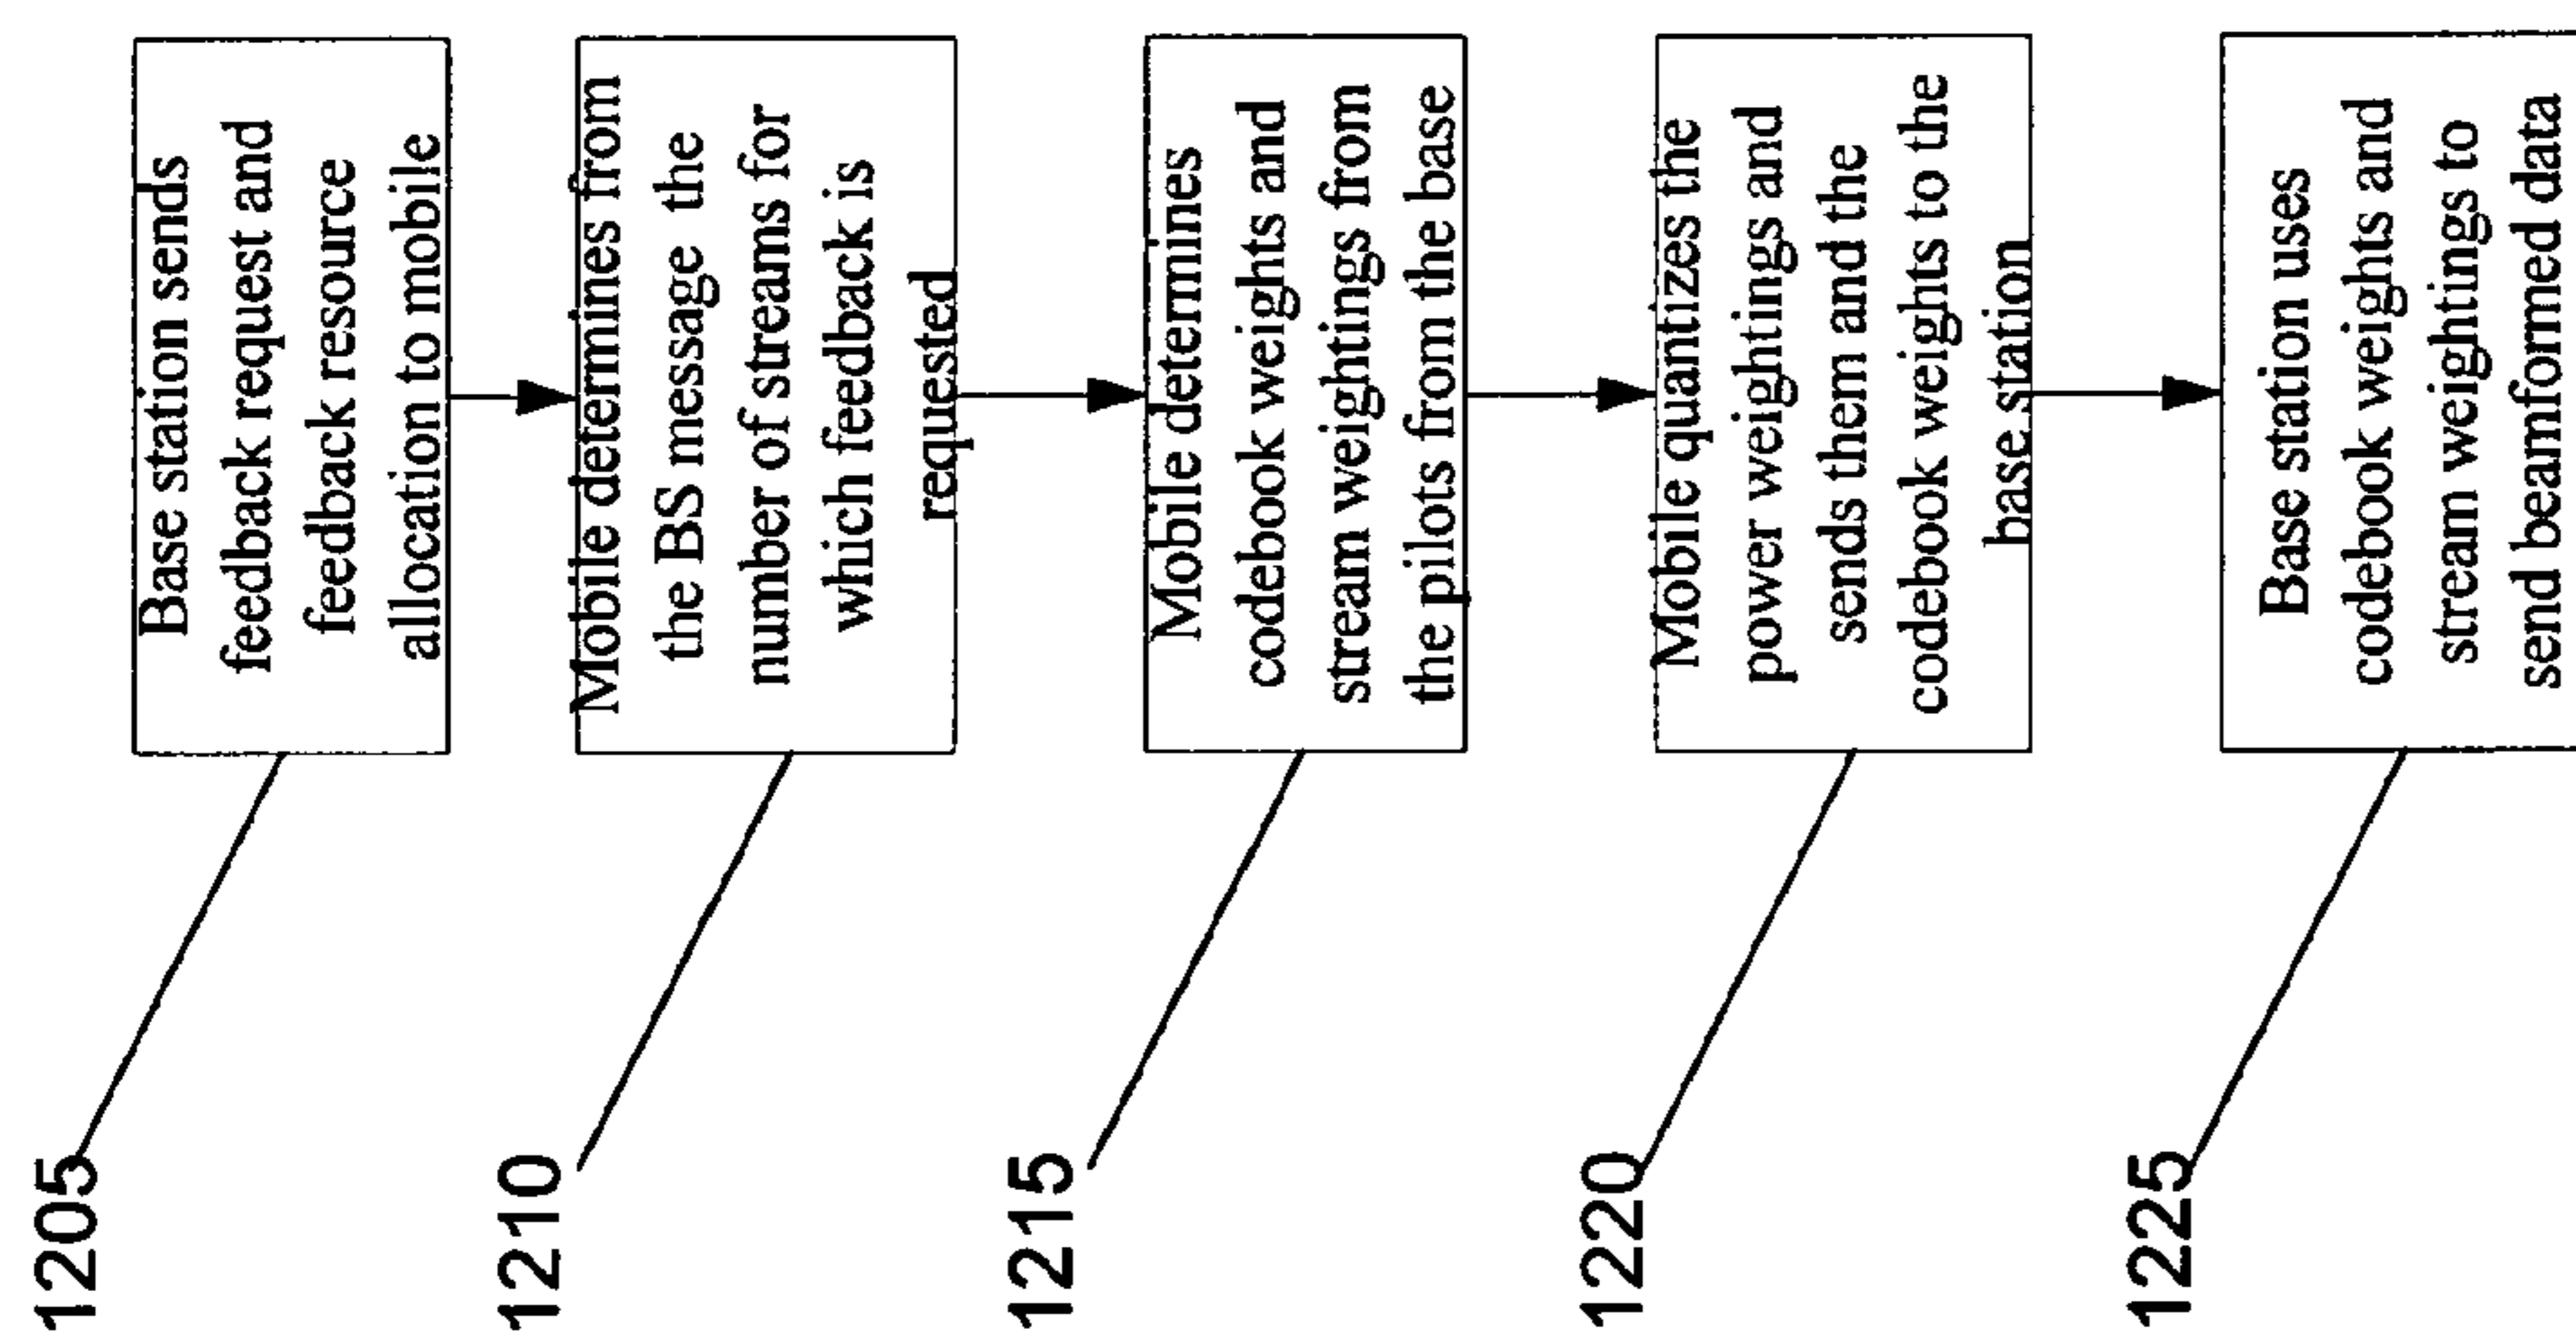 1205
Base station sends
feedback request and
feedback resource
allocation to mobile
1210
Mobile determines from
the BS message the
number of streams for
which feedback is
requested
1215
Mobile determines
codebook weights and
stream weightings from
the pilots from the base
1220
Mobile quantizes the
power weightings and
sends them and the
codebook weights to the
base station
1225
Base station uses
codebook weights and
stream weightings to
send beamformed data